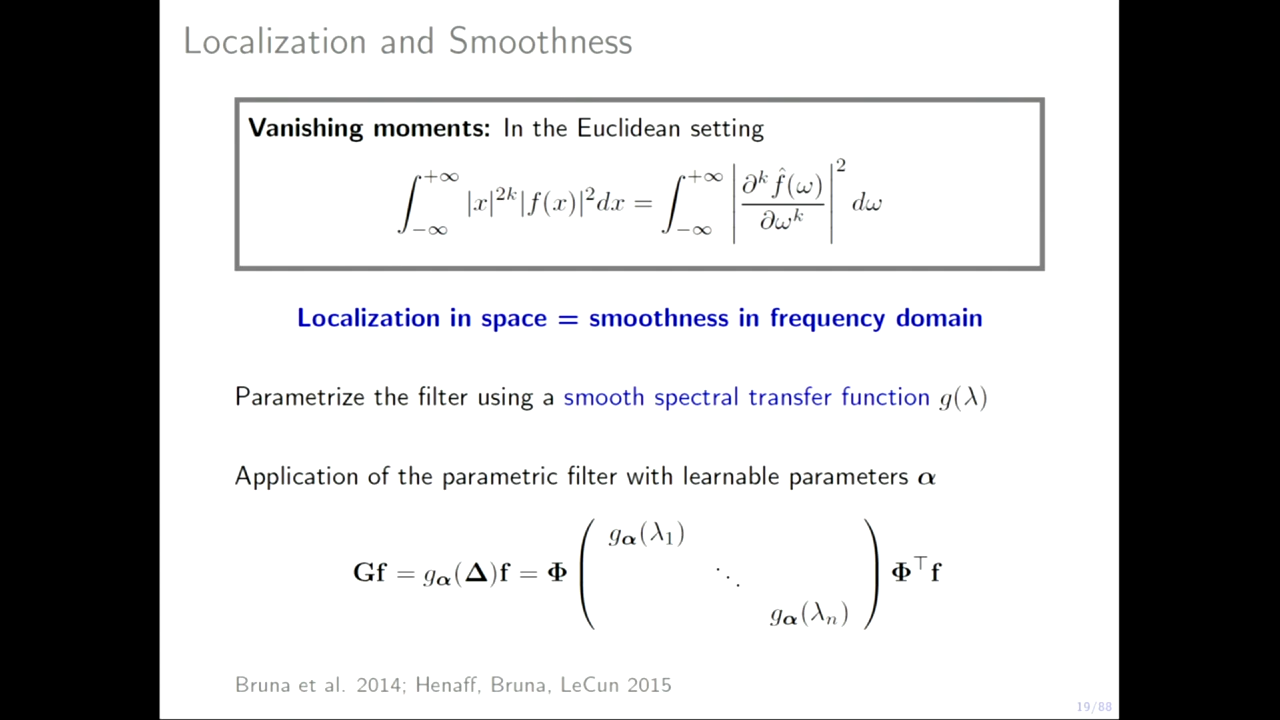 Localization and Smoothness
Vanishing moments: In the Euclidean setting
∫_{−∞}^{+∞} |x|^{2k}|f(x)|^2 dx = ∫_{−∞}^{+∞} |∂^k f̂(ω) / ∂ω^k|^2 dω
Localization in space = smoothness in frequency domain
Parametrize the filter using a smooth spectral transfer function g(λ)
Application of the parametric filter with learnable parameters α
Gf = g_α(Δ)f = Φ ( g_α(λ_1) ⋱ g_α(λ_n) ) Φ^⊤ f
Bruna et al. 2014; Henaff, Bruna, LeCun 2015
19/88